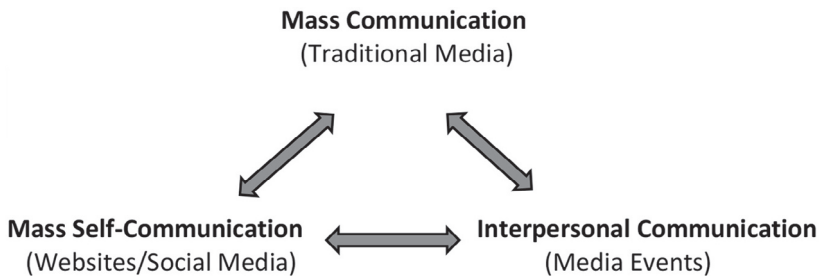 Mass Communication
(Traditional Media)
Mass Self-Communication
(Websites/Social Media)
Interpersonal Communication
(Media Events)